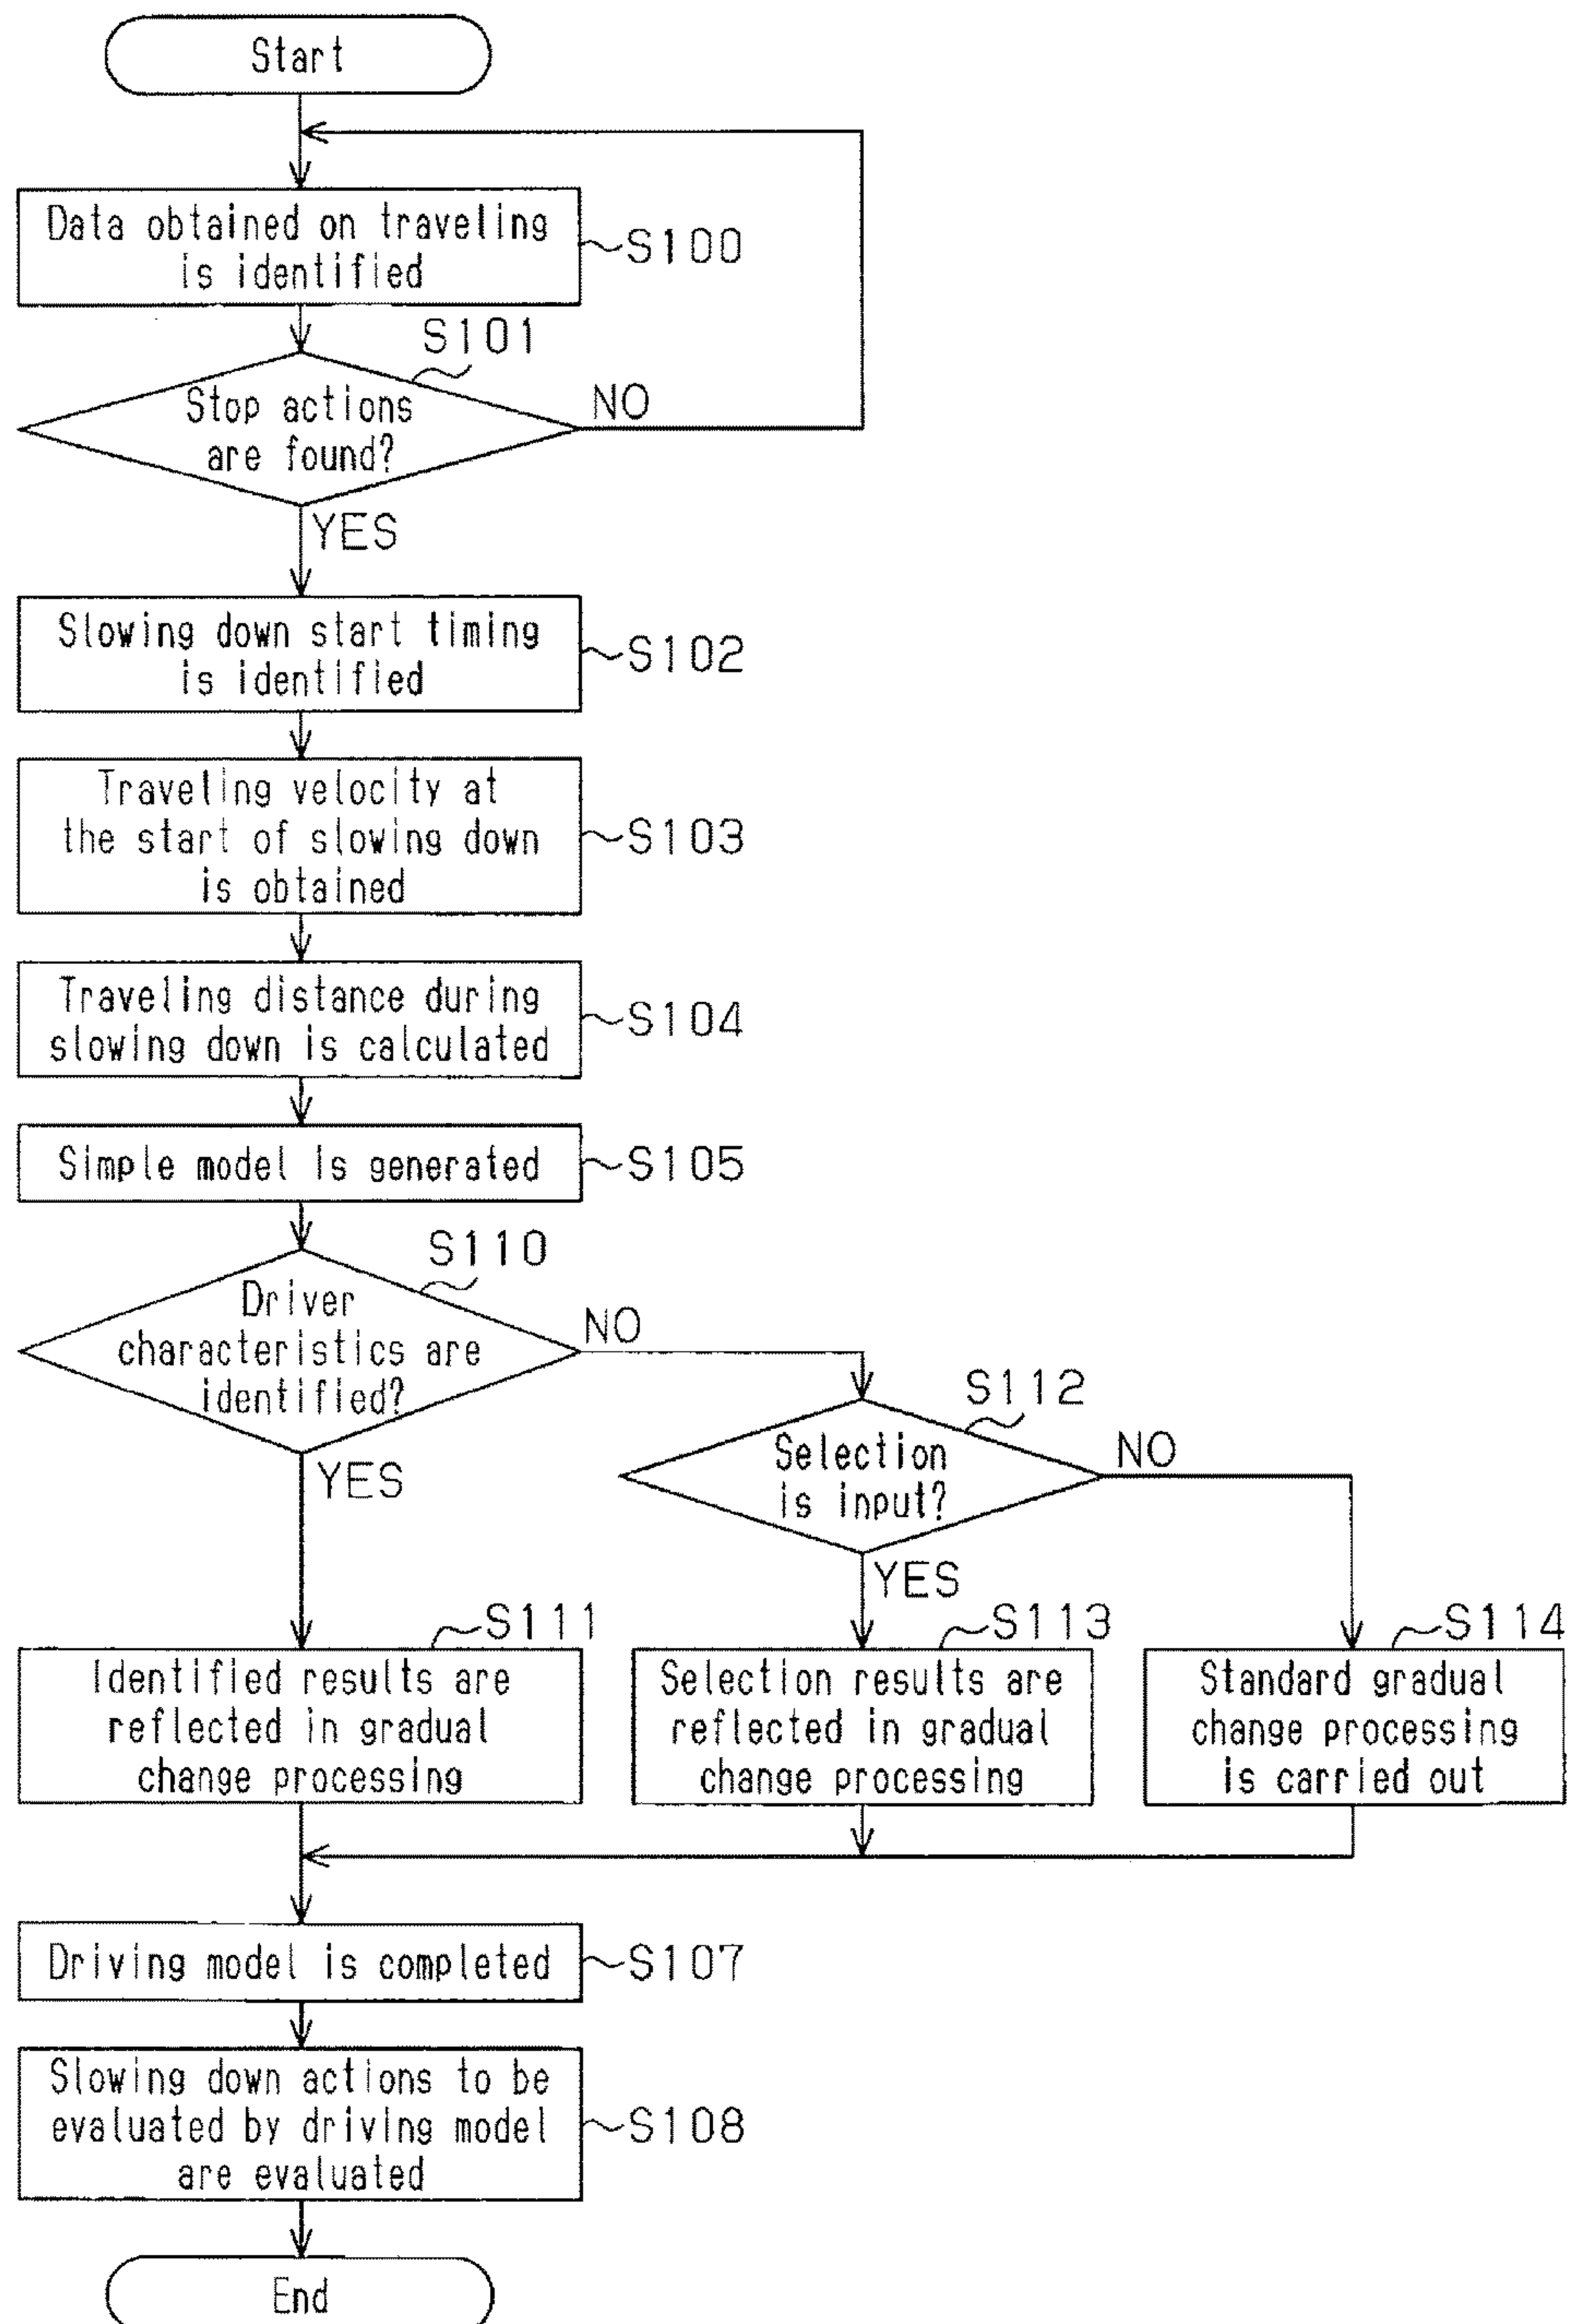 Start
Data obtained on traveling
is identified
S100
S101
Stop actions
are found?
NO
YES
Slowing down start timing
is identified
S102
Traveling velocity at
the start of slowing down
is obtained
S103
Traveling distance during
slowing down is calculated
S104
Simple model is generated
S105
S110
Driver
characteristics are
identified?
NO
YES
S112
Selection
is input?
NO
YES
S111
Identified results are
reflected in gradual
change processing
S113
Selection results are
reflected in gradual
change processing
S114
Standard gradual
change processing
is carried out
Driving model is completed
S107
Slowing down actions to be
evaluated by driving model
are evaluated
S108
End